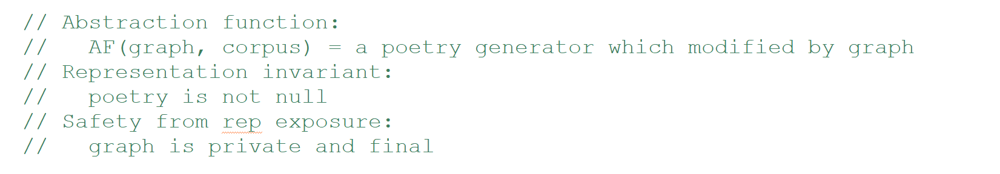 // Abstraction function:
//   AF(graph, corpus) = a poetry generator which modified by graph
// Representation invariant:
//   poetry is not null
// Safety from rep exposure:
//   graph is private and final